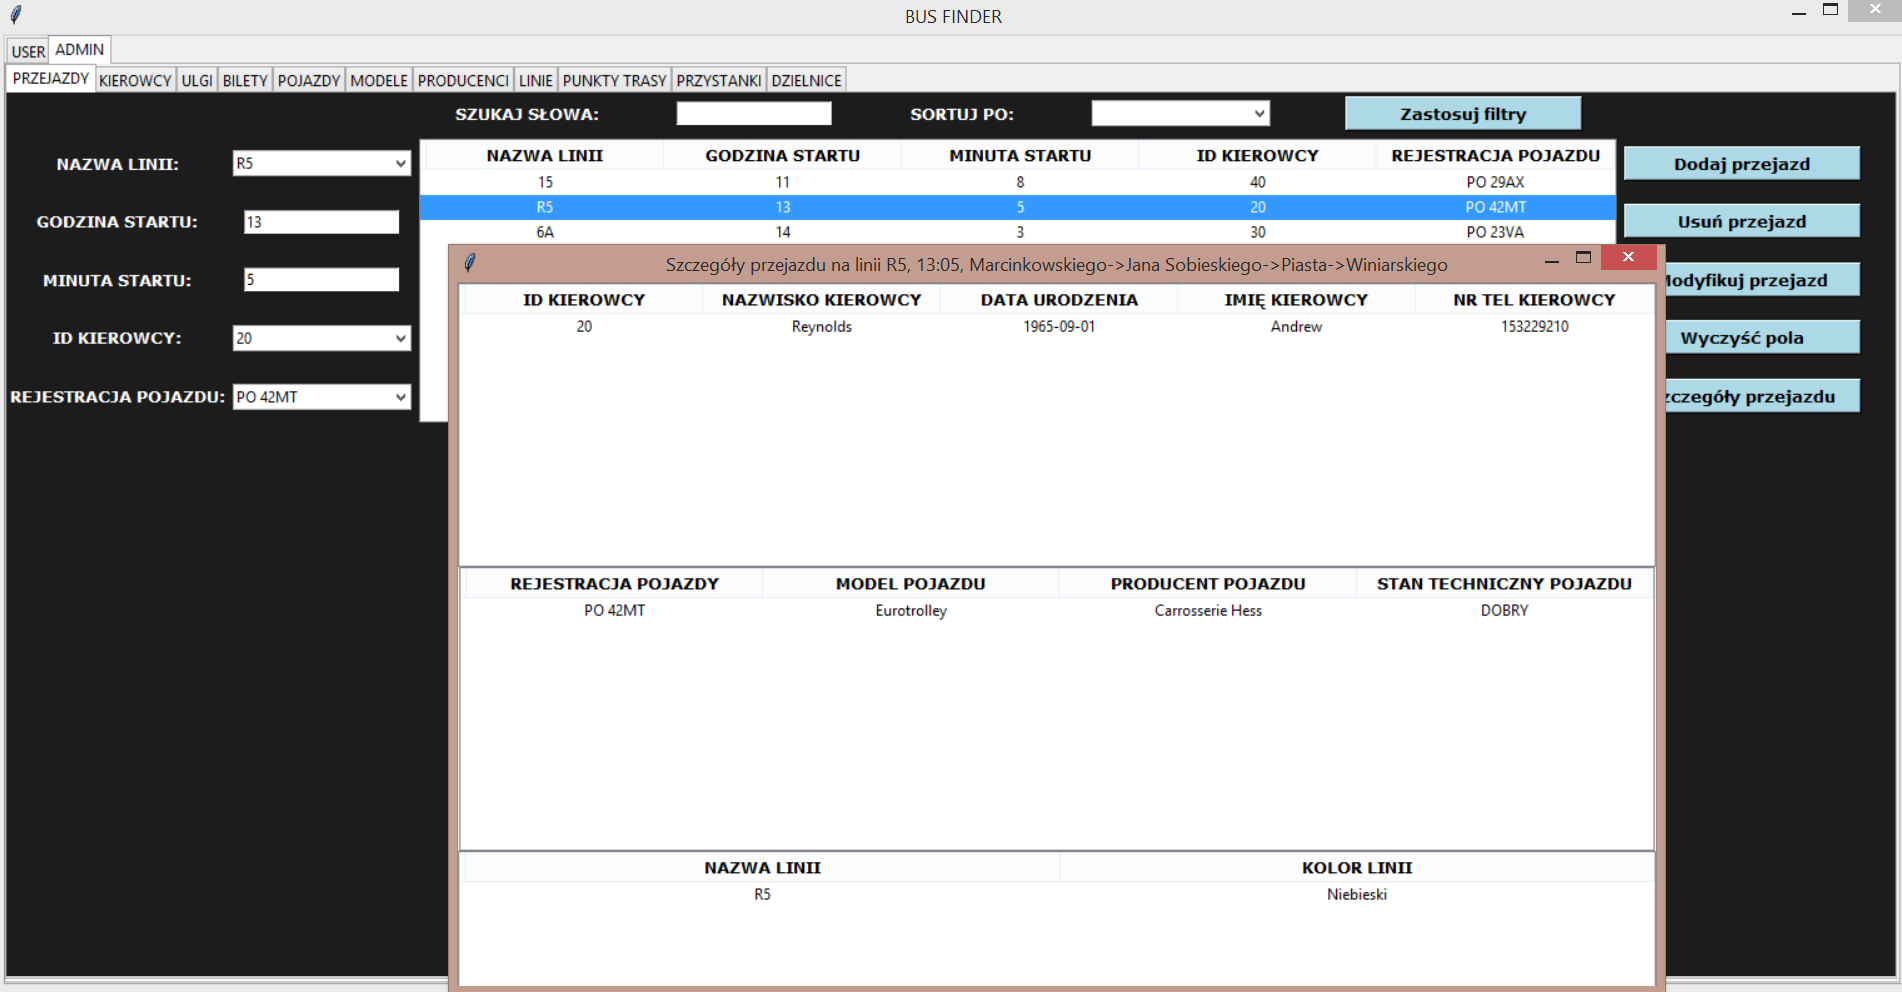 BUS FINDER
USER ADMIN
PRZEJAZDY KIEROWCY ULGI BILETY POJAZDY MODELE PRODUCENCI LINIE PUNKTY TRASY PRZYSTANKI DZIELNICE
SZUKAJ SŁOWA: SORTUJ PO: Zastosuj filtry
NAZWA LINII: R5
GODZINA STARTU: 13
MINUTA STARTU: 5
ID KIEROWCY: 20
REJESTRACJA POJAZDU: PO 42MT
NAZWA LINII GODZINA STARTU MINUTA STARTU ID KIEROWCY REJESTRACJA POJAZDU
15 11 8 40 PO 29AX
R5 13 5 20 PO 42MT
6A 14 3 30 PO 23VA
Dodaj przejazd
Usuń przejazd
Modyfikuj przejazd
Wyczyść pola
zczegóły przejazdu
Szczegóły przejazdu na linii R5, 13:05, Marcinkowskiego->Jana Sobieskiego->Piasta->Winiarskiego
ID KIEROWCY NAZWISKO KIEROWCY DATA URODZENIA IMIĘ KIEROWCY NR TEL KIEROWCY
20 Reynolds 1965-09-01 Andrew 153229210
REJESTRACJA POJAZDY MODEL POJAZDU PRODUCENT POJAZDU STAN TECHNICZNY POJAZDU
PO 42MT Eurotrolley Carrosserie Hess DOBRY
NAZWA LINII KOLOR LINII
R5 Niebieski